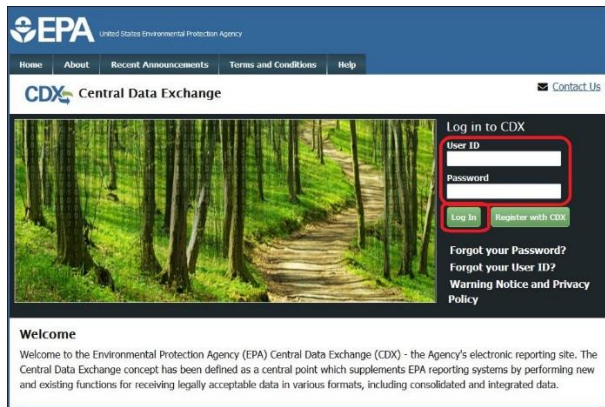 EPA United States Environmental Protection Agency
Home About Recent Announcements Terms and Conditions Help
CDX Central Data Exchange
Contact Us
Log in to CDX
User ID
Password
Log In Register with CDX
Forgot your Password?
Forgot your User ID?
Warning Notice and Privacy
Policy
Welcome
Welcome to the Environmental Protection Agency (EPA) Central Data Exchange (CDX) - the Agency's electronic reporting site. The
Central Data Exchange concept has been defined as a central point which supplements EPA reporting systems by performing new
and existing functions for receiving legally acceptable data in various formats, including consolidated and integrated data.